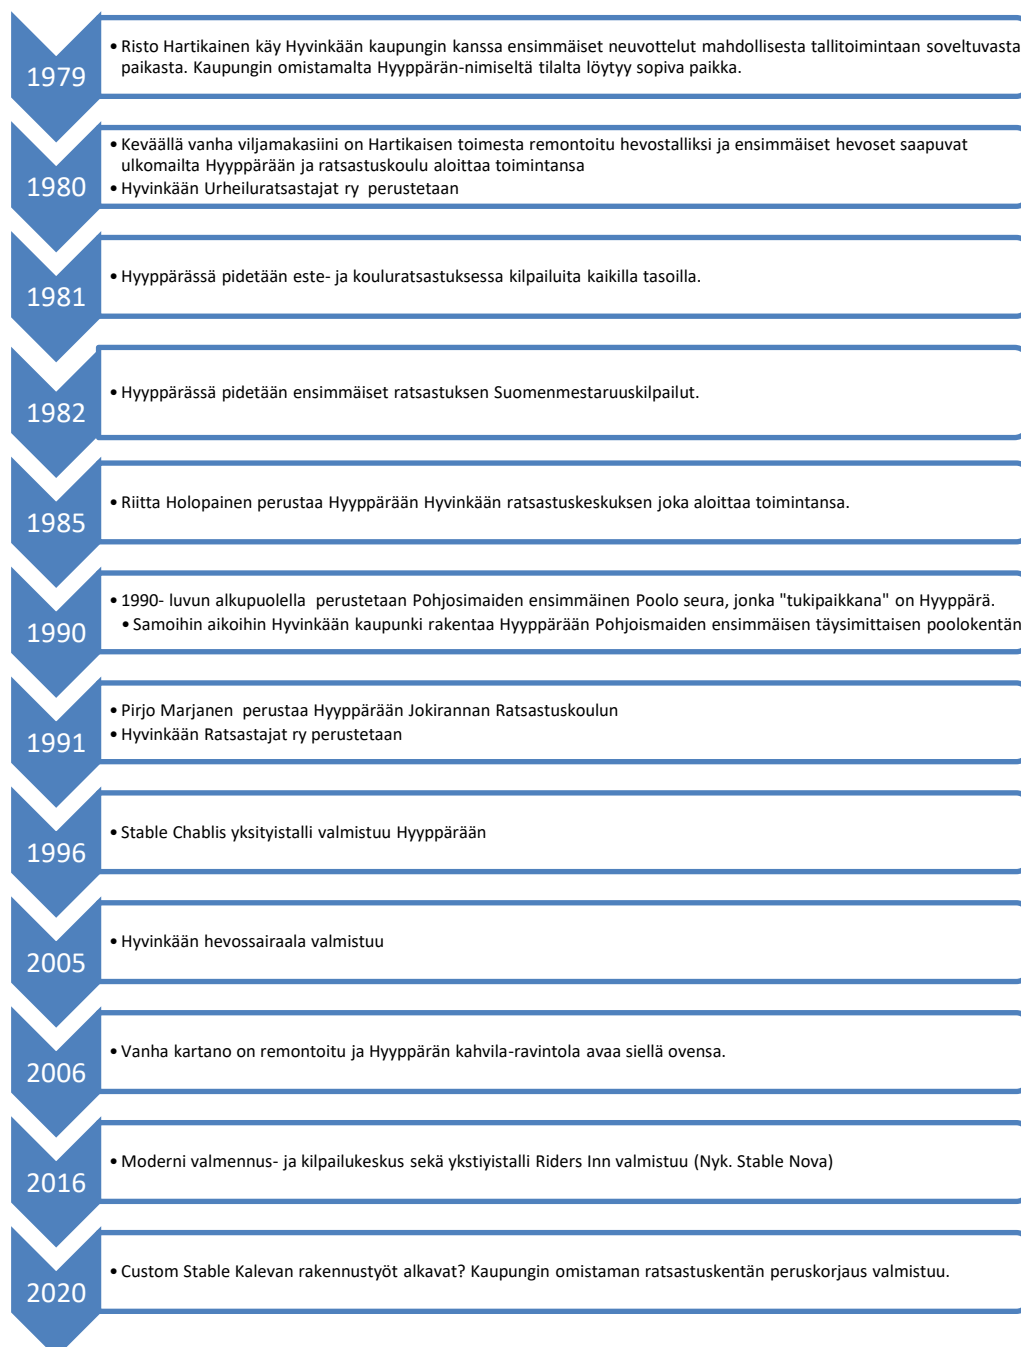 1979
• Risto Hartikainen käy Hyvinkään kaupungin kanssa ensimmäiset neuvottelut mahdollisesta tallitoimintaan soveltuvasta
paikasta. Kaupungin omistamalta Hyyppärän-nimiseltä tilalta löytyy sopiva paikka.
1980
• Keväällä vanha viljamakasiini on Hartikaisen toimesta remontoitu hevostalliksi ja ensimmäiset hevoset saapuvat
ulkomailta Hyyppärään ja ratsastuskoulu aloittaa toimintansa
• Hyvinkään Urheiluratsastajat ry perustetaan
1981
• Hyyppärässä pidetään este- ja kouluratsastuksessa kilpailuita kaikilla tasoilla.
1982
• Hyyppärässä pidetään ensimmäiset ratsastuksen Suomenmestaruuskilpailut.
1985
• Riitta Holopainen perustaa Hyyppärään Hyvinkään ratsastuskeskuksen joka aloittaa toimintansa.
1990
• 1990- luvun alkupuolella perustetaan Pohjosimaiden ensimmäinen Poolo seura, jonka "tukipaikkana" on Hyyppärä.
• Samoihin aikoihin Hyvinkään kaupunki rakentaa Hyyppärään Pohjoismaiden ensimmäisen täysimittaisen poolokentän
1991
• Pirjo Marjanen perustaa Hyyppärään Jokirannan Ratsastuskoulun
• Hyvinkään Ratsastajat ry perustetaan
1996
• Stable Chablis yksityistalli valmistuu Hyyppärään
2005
• Hyvinkään hevossairaala valmistuu
2006
• Vanha kartano on remontoitu ja Hyyppärän kahvila-ravintola avaa siellä ovensa.
2016
• Moderni valmennus- ja kilpailukeskus sekä ykstiyistalli Riders Inn valmistuu (Nyk. Stable Nova)
2020
• Custom Stable Kalevan rakennustyöt alkavat? Kaupungin omistaman ratsastuskentän peruskorjaus valmistuu.